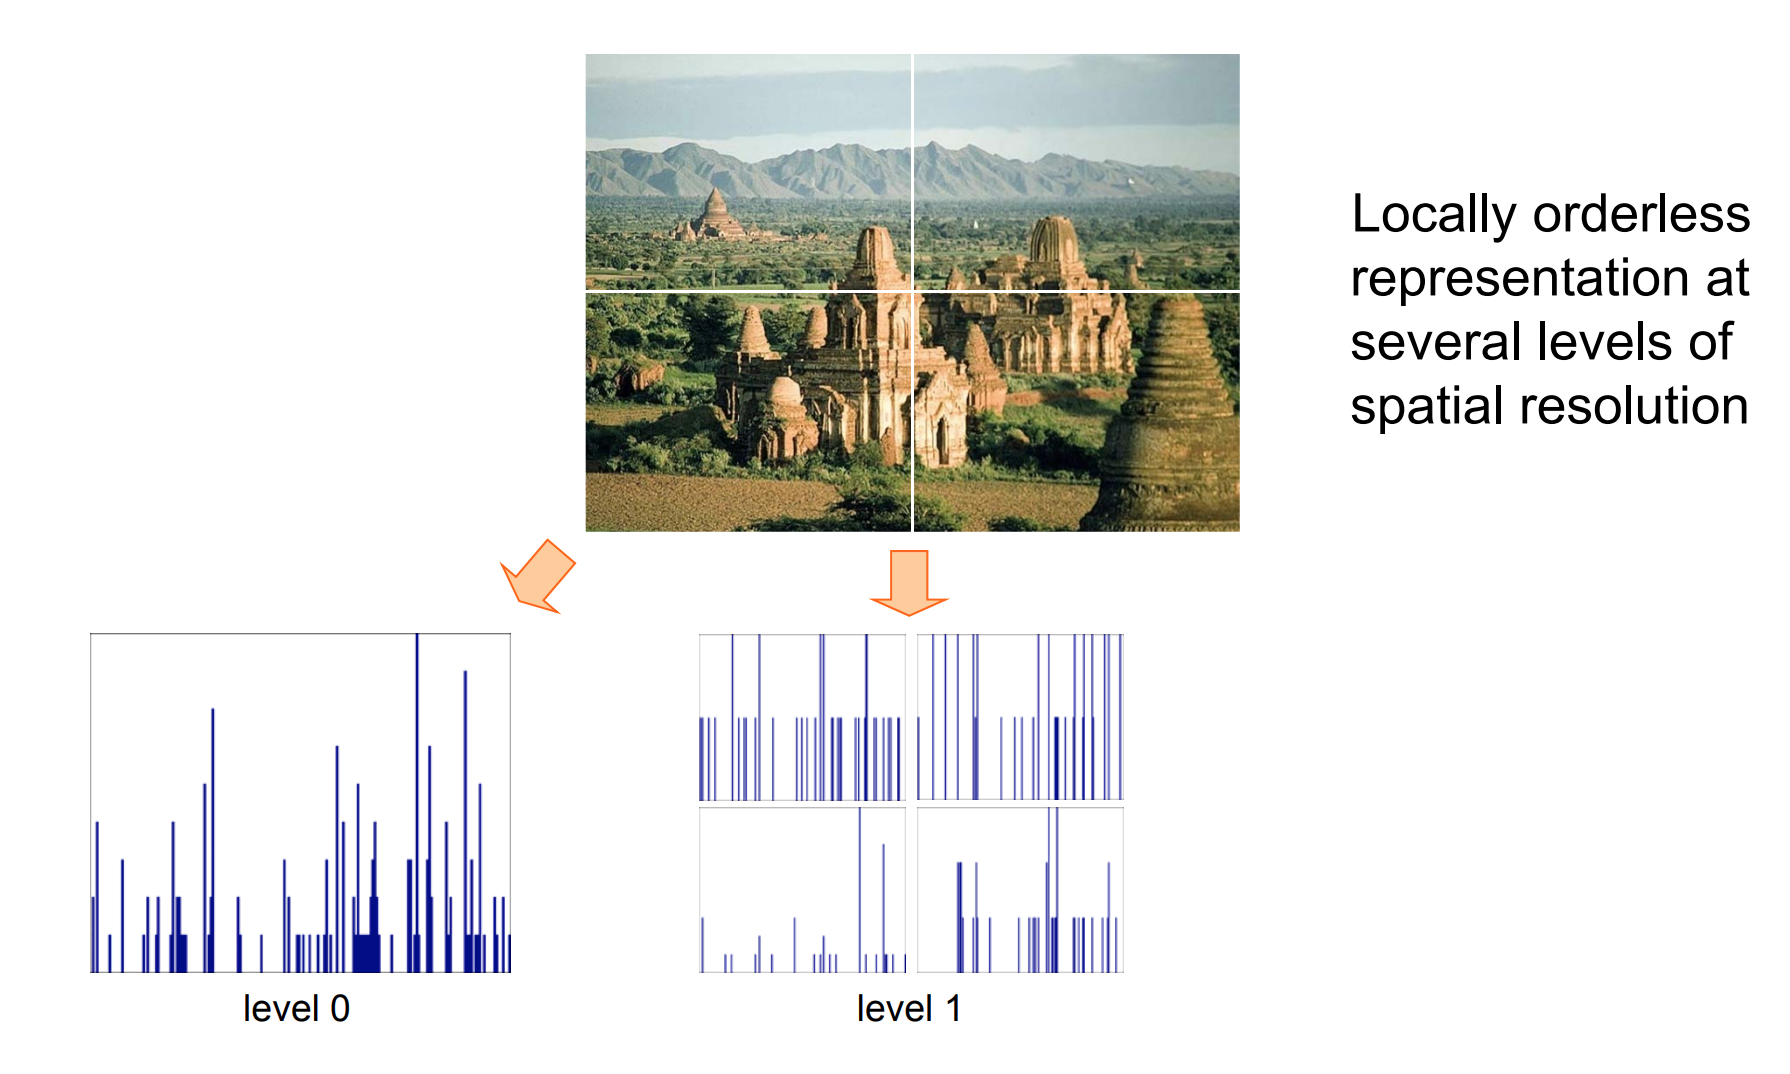 Locally orderless
representation at
several levels of
spatial resolution
level 0
level 1